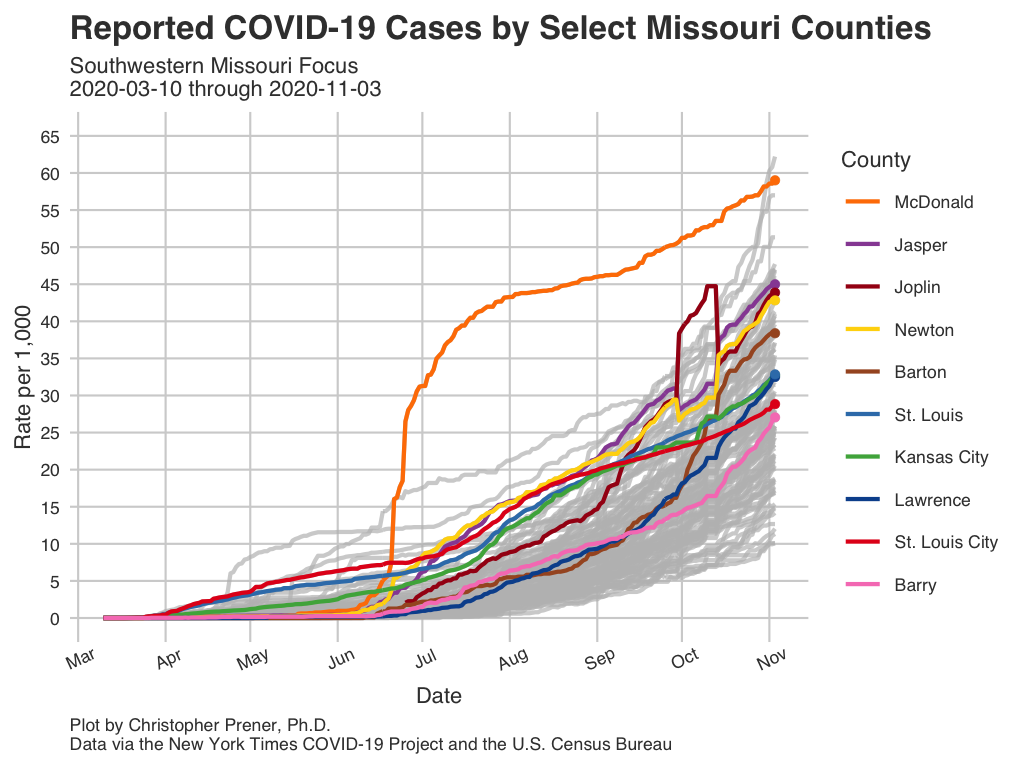 Reported COVID-19 Cases by Select Missouri Counties
Southwestern Missouri Focus
2020-03-10 through 2020-11-03
Rate per 1,000
65
60
55
50
45
40
35
30
25
20
15
10
5
0
Mar Apr May Jun Jul Aug Sep Oct Nov
Date
County
McDonald
Jasper
Joplin
Newton
Barton
St. Louis
Kansas City
Lawrence
St. Louis City
Barry
Plot by Christopher Prener, Ph.D.
Data via the New York Times COVID-19 Project and the U.S. Census Bureau